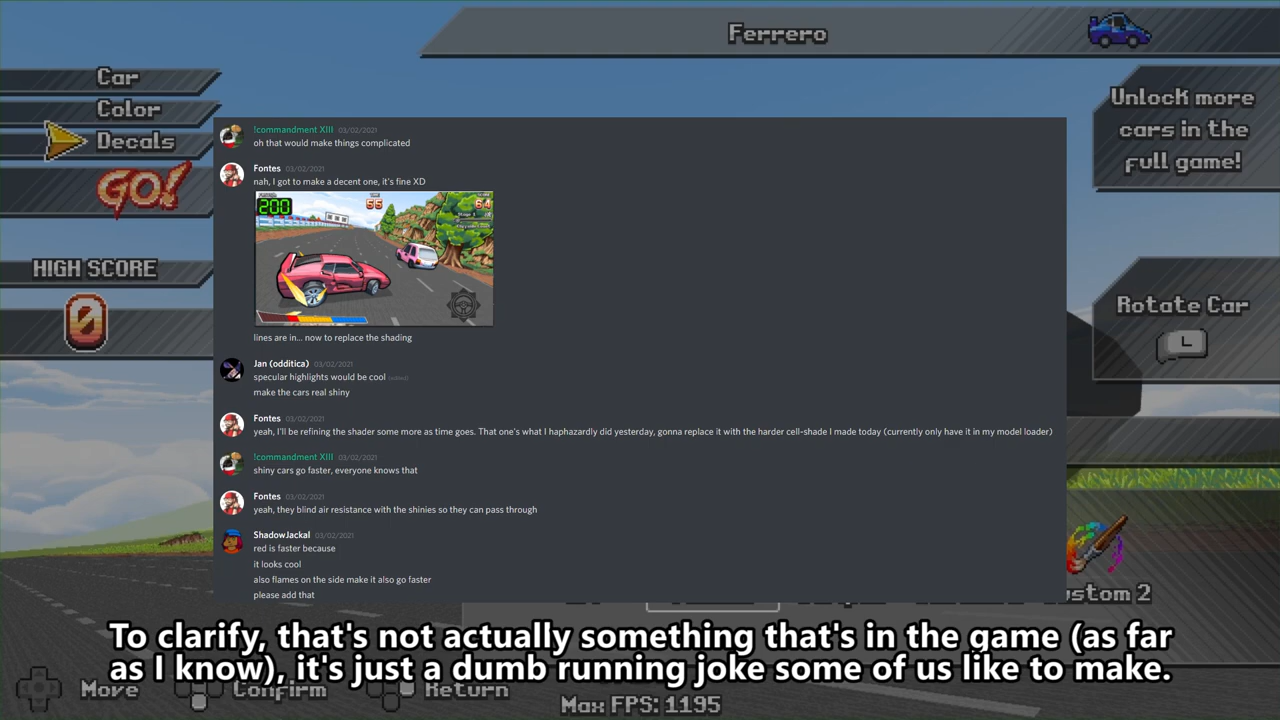 Ferrero
Car
Color
Decals
GO!
HIGH SCORE
0
Unlock more
cars in the
full game!
Rotate Car
L
!commandment XIII 03/02/2021
oh that would make things complicated
Fontes 03/02/2021
nah, I got to make a decent one, it's fine XD
200
55
64
lines are in... now to replace the shading
Jan (odditica) 03/02/2021
specular highlights would be cool (edited)
make the cars real shiny
Fontes 03/02/2021
yeah, I'll be refining the shader some more as time goes. That one's what I haphazardly did yesterday, gonna replace it with the harder cell-shade I made today (currently only have it in my model loader)
!commandment XIII 03/02/2021
shiny cars go faster, everyone knows that
Fontes 03/02/2021
yeah, they blind air resistance with the shinies so they can pass through
ShadowJackal 03/02/2021
red is faster because
it looks cool
also flames on the side make it also go faster
please add that
stom 2
To clarify, that's not actually something that's in the game (as far
as I know), it's just a dumb running joke some of us like to make.
Move
Confirm
Return
Max FPS: 1195